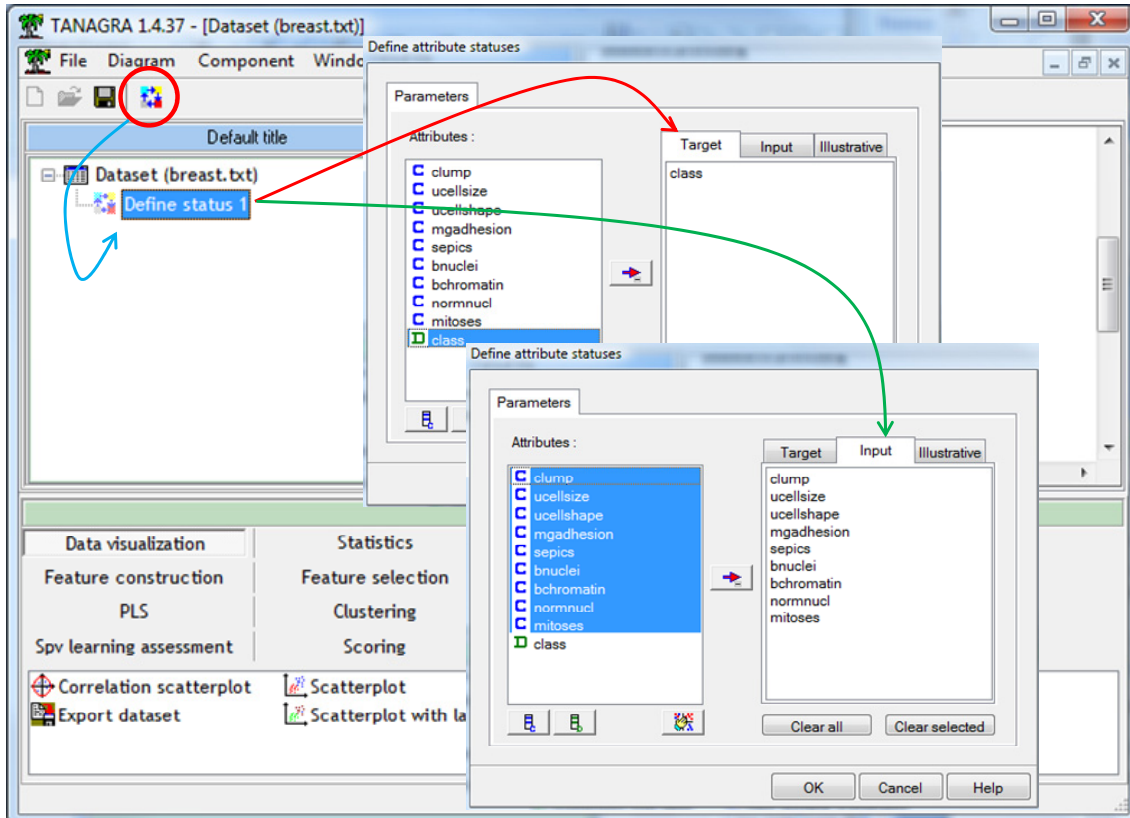 TANAGRA 1.4.37 - [Dataset (breast.txt)]
File Diagram Component
Default title
Dataset (breast.txt)
Define status 1
Define attribute statuses
Parameters
Attributes :
Target Input Illustrative
clump
ucellsize
ucellshape
mgadhesion
sepics
bnuclei
bchromatin
normnucl
mitoses
class
class
Define attribute statuses
Parameters
Attributes :
Target Input Illustrative
clump
ucellsize
ucellshape
mgadhesion
sepics
bnuclei
bchromatin
normnucl
mitoses
class
clump
ucellsize
ucellshape
mgadhesion
sepics
bnuclei
bchromatin
normnucl
mitoses
Clear all Clear selected
OK Cancel Help
Data visualization Statistics
Feature construction Feature selection
PLS Clustering
Spv learning assessment Scoring
Correlation scatterplot Scatterplot
Export dataset Scatterplot with la